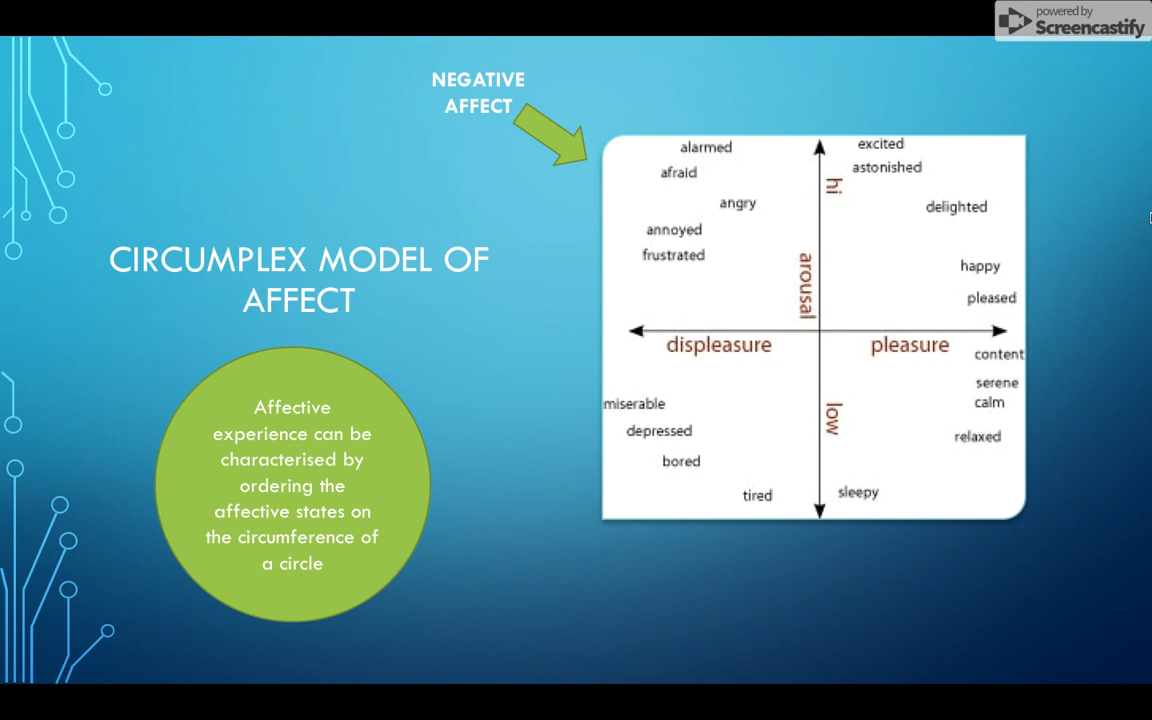 powered by
Screencastify
NEGATIVE
AFFECT
CIRCUMPLEX MODEL OF
AFFECT
Affective
experience can be
characterised by
ordering the
affective states on
the circumference of
a circle
alarmed
excited
afraid
astonished
hi
angry
delighted
annoyed
frustrated
arousal
happy
pleased
displeasure
pleasure
content
serene
miserable
calm
low
depressed
relaxed
bored
tired
sleepy